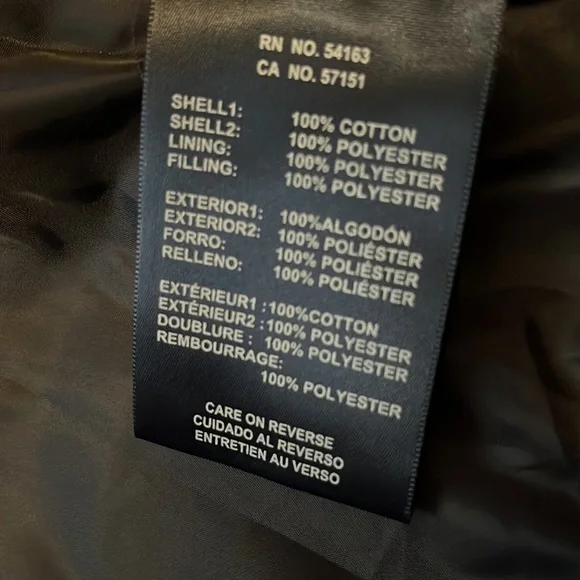 RN NO. 54163
CA NO. 57151
SHELL1: 100% COTTON
SHELL2: 100% POLYESTER
LINING: 100% POLYESTER
FILLING: 100% POLYESTER
EXTERIOR1: 100%ALGODÓN
EXTERIOR2: 100% POLIÉSTER
FORRO: 100% POLIÉSTER
RELLENO: 100% POLIÉSTER
EXTÉRIEUR1 :100%COTTON
EXTÉRIEUR2 :100% POLYESTER
DOUBLURE : 100% POLYESTER
REMBOURRAGE:
100% POLYESTER
CARE ON REVERSE
CUIDADO AL REVERSO
ENTRETIEN AU VERSO